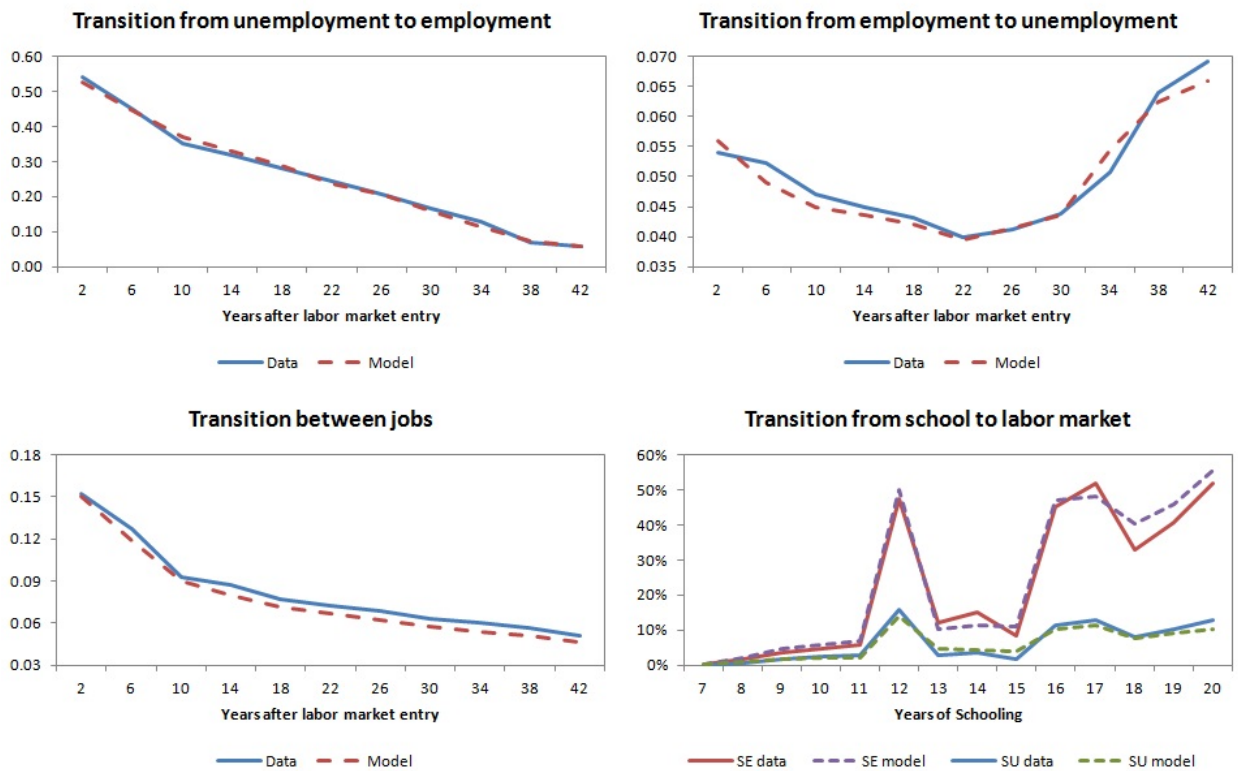 Transition from unemployment to employment
0.60
0.50
0.40
0.30
0.20
0.10
0.00
2 6 10 14 18 22 26 30 34 38 42
Years after labor market entry
Data Model
Transition from employment to unemployment
0.070
0.065
0.060
0.055
0.050
0.045
0.040
0.035
2 6 10 14 18 22 26 30 34 38 42
Years after labor market entry
Data Model
Transition between jobs
0.18
0.15
0.12
0.09
0.06
0.03
2 6 10 14 18 22 26 30 34 38 42
Years after labor market entry
Data Model
Transition from school to labor market
60%
50%
40%
30%
20%
10%
0%
7 8 9 10 11 12 13 14 15 16 17 18 19 20
Years of Schooling
SE data SE model SU data SU model